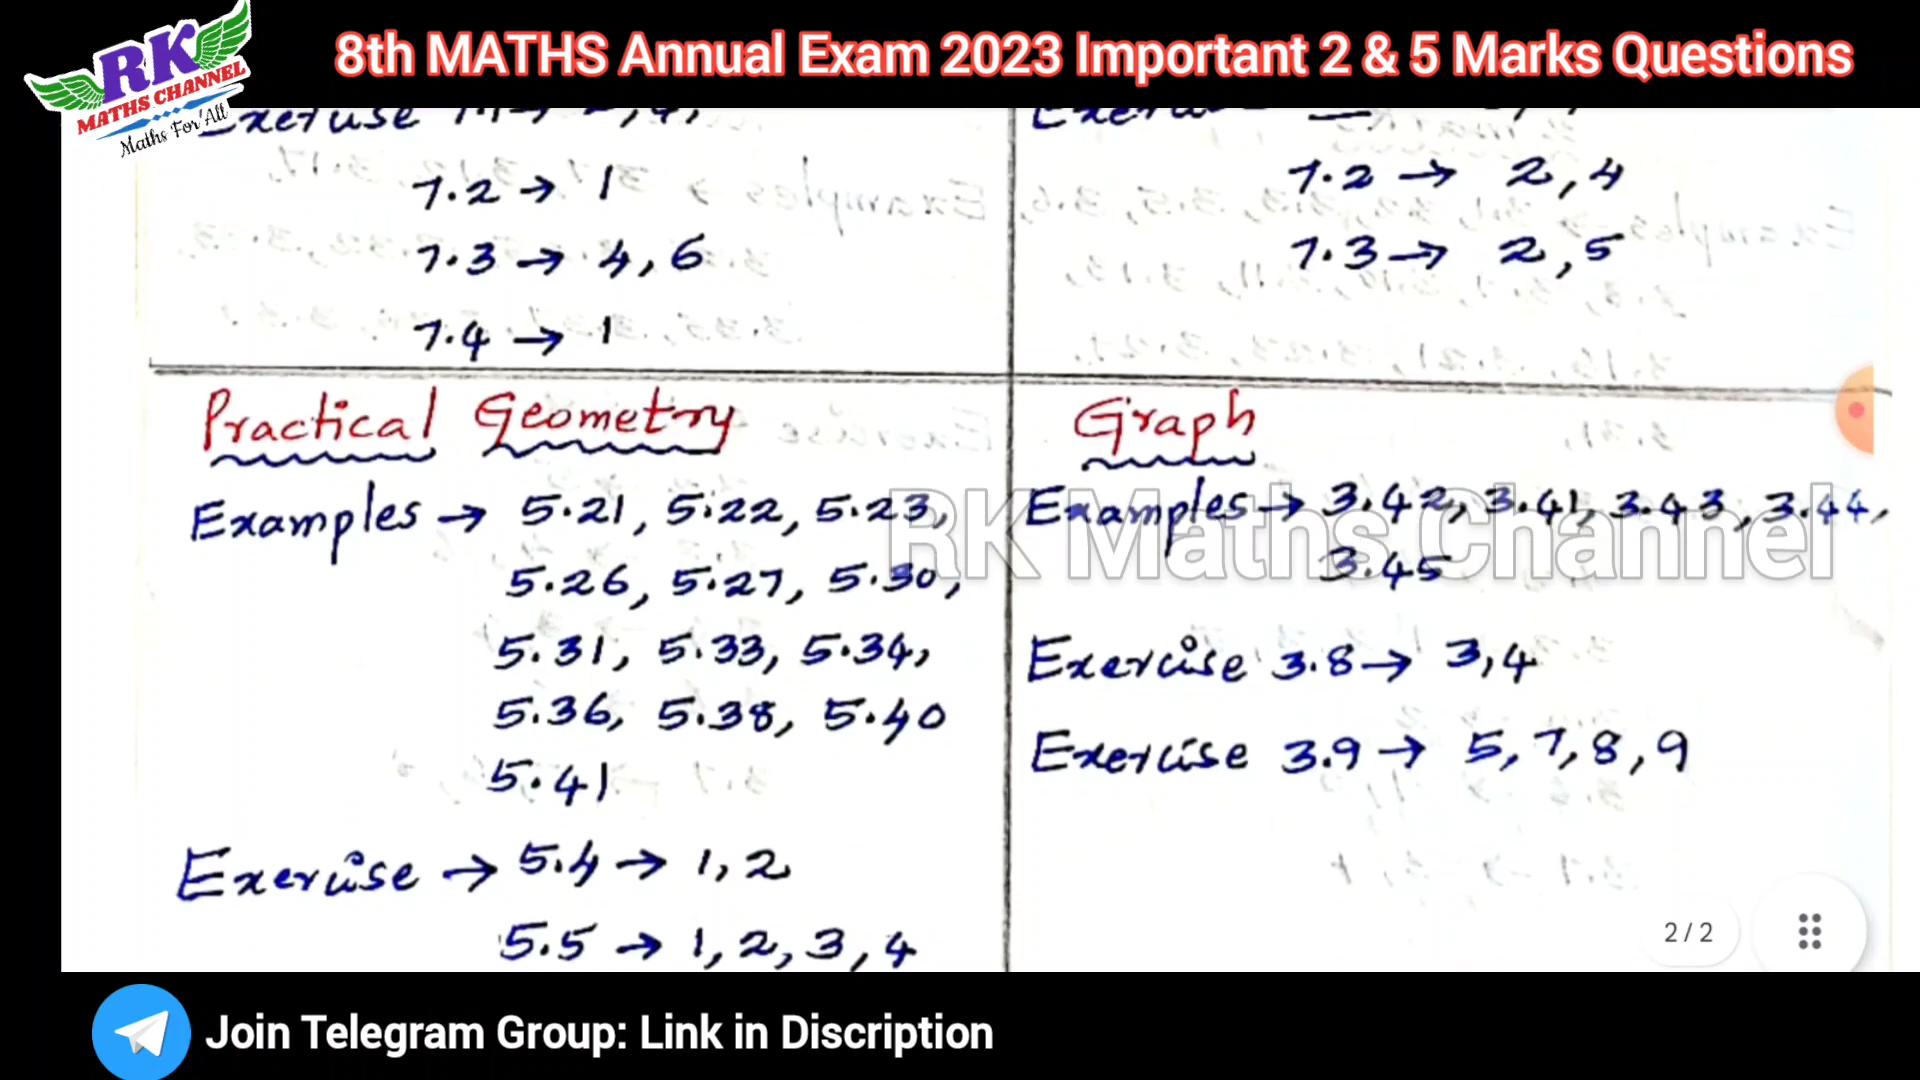 RK
MATHS CHANNEL
Maths For All
8th MATHS Annual Exam 2023 Important 2 & 5 Marks Questions
Exercise
7.2 → 1
7.3 → 4, 6
7.4 → 1
7.2 → 2, 4
7.3 → 2, 5
Practical Geometry
Examples → 5.21, 5.22, 5.23,
5.26, 5.27, 5.30,
5.31, 5.33, 5.34,
5.36, 5.38, 5.40
5.41
Exercise → 5.4 → 1, 2
5.5 → 1, 2, 3, 4
Graph
Examples → 3.42, 3.41, 3.43, 3.44,
3.45
Exercise 3.8 → 3, 4
Exercise 3.9 → 5, 7, 8, 9
RK Maths Channel
2 / 2
Join Telegram Group: Link in Discription